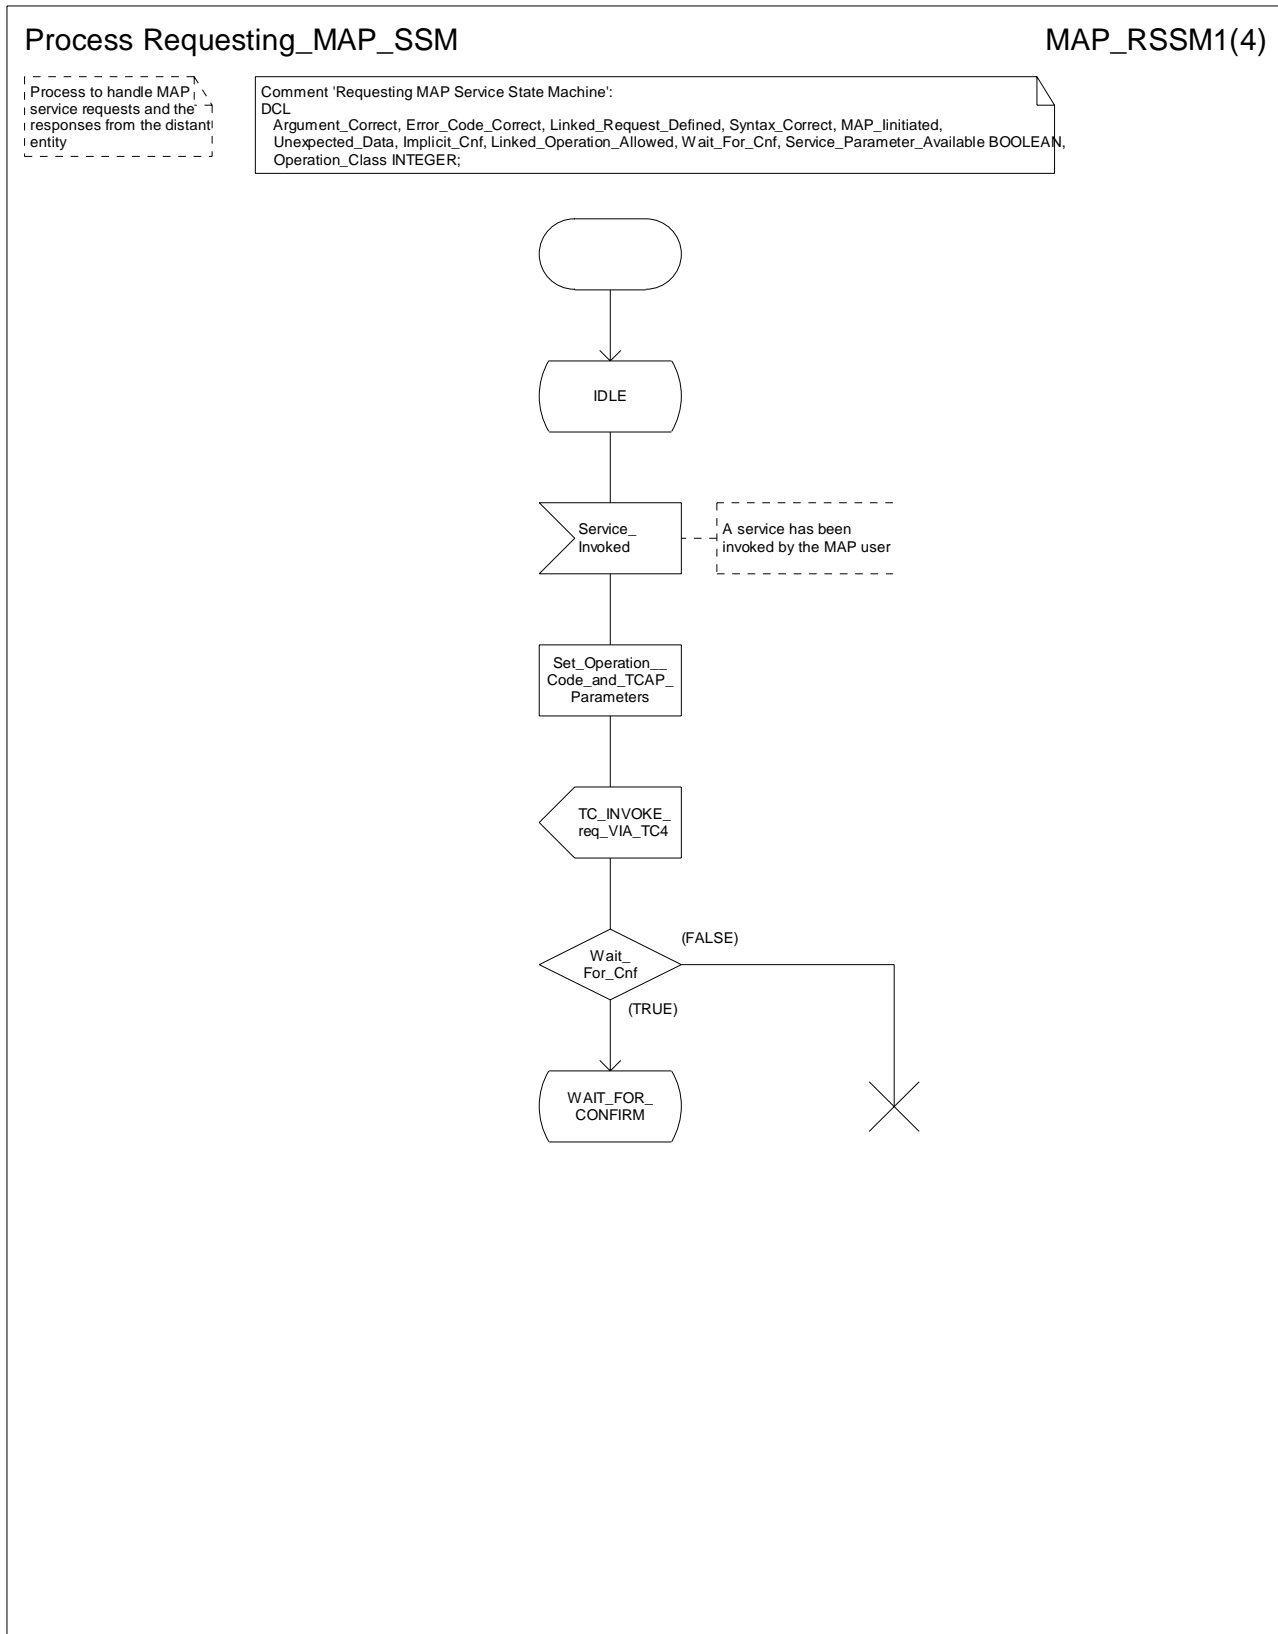 Process Requesting_MAP_SSM
MAP_RSSM1(4)
Process to handle MAP
service requests and the
responses from the distant
entity
Comment 'Requesting MAP Service State Machine':
DCL
Argument_Correct, Error_Code_Correct, Linked_Request_Defined, Syntax_Correct, MAP_Iinitiated,
Unexpected_Data, Implicit_Cnf, Linked_Operation_Allowed, Wait_For_Cnf, Service_Parameter_Available BOOLEAN,
Operation_Class INTEGER;
IDLE
Service_
Invoked
A service has been
invoked by the MAP user
Set_Operation__
Code_and_TCAP_
Parameters
TC_INVOKE_
req_VIA_TC4
Wait_
For_Cnf
(FALSE)
(TRUE)
WAIT_FOR_
CONFIRM